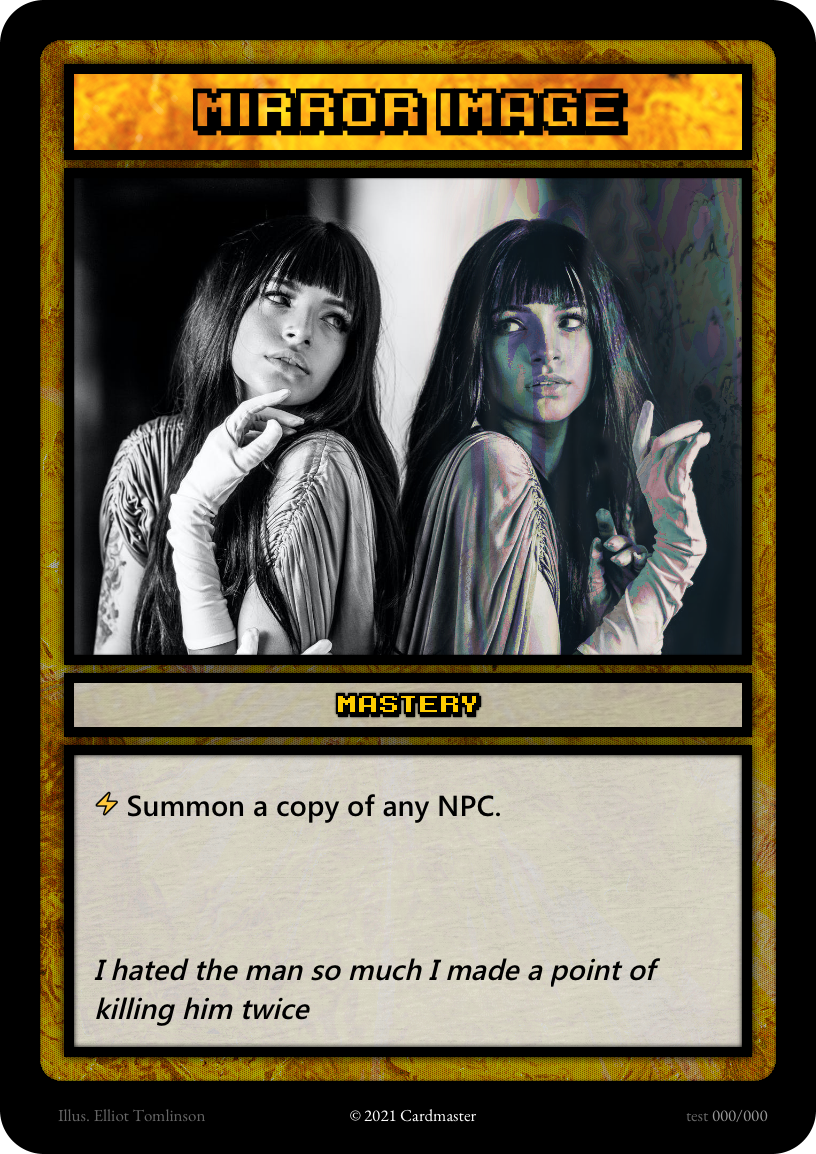 MIRROR IMAGE
MASTERY
Summon a copy of any NPC.
I hated the man so much I made a point of
killing him twice
Illus. Elliot Tomlinson
© 2021 Cardmaster
test 000/000